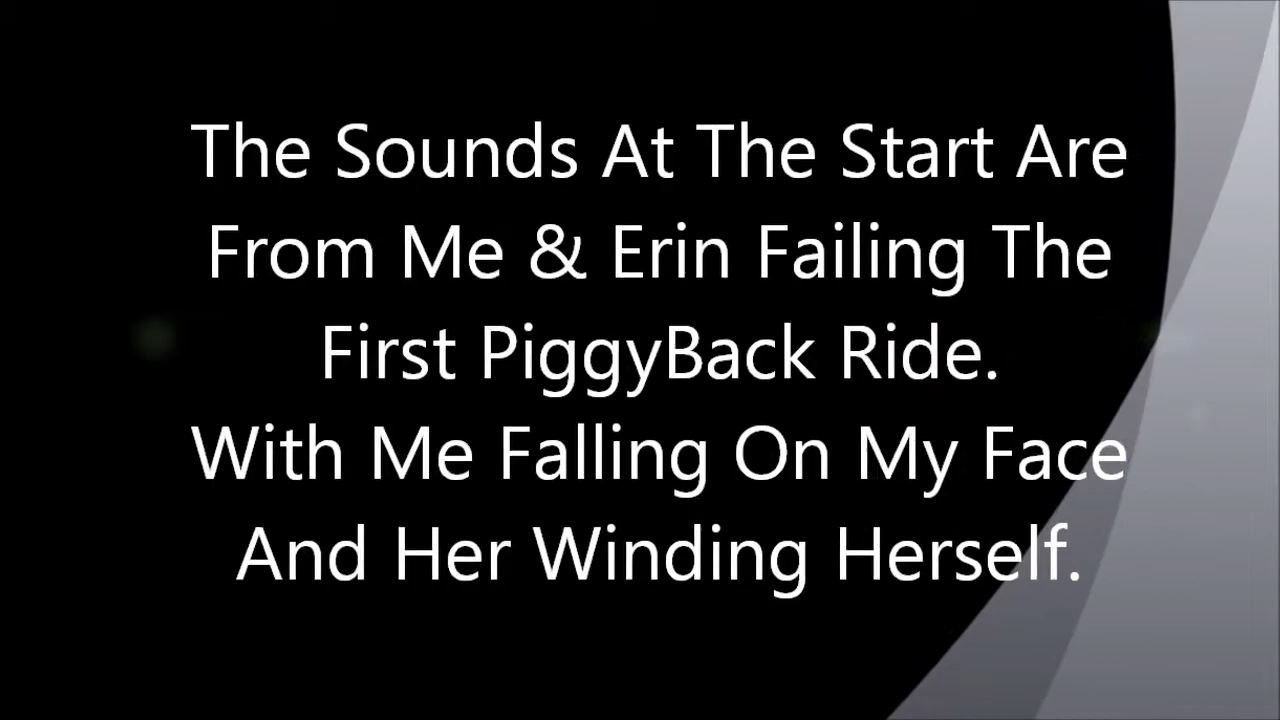 The Sounds At The Start Are
From Me & Erin Failing The
First PiggyBack Ride.
With Me Falling On My Face
And Her Winding Herself.